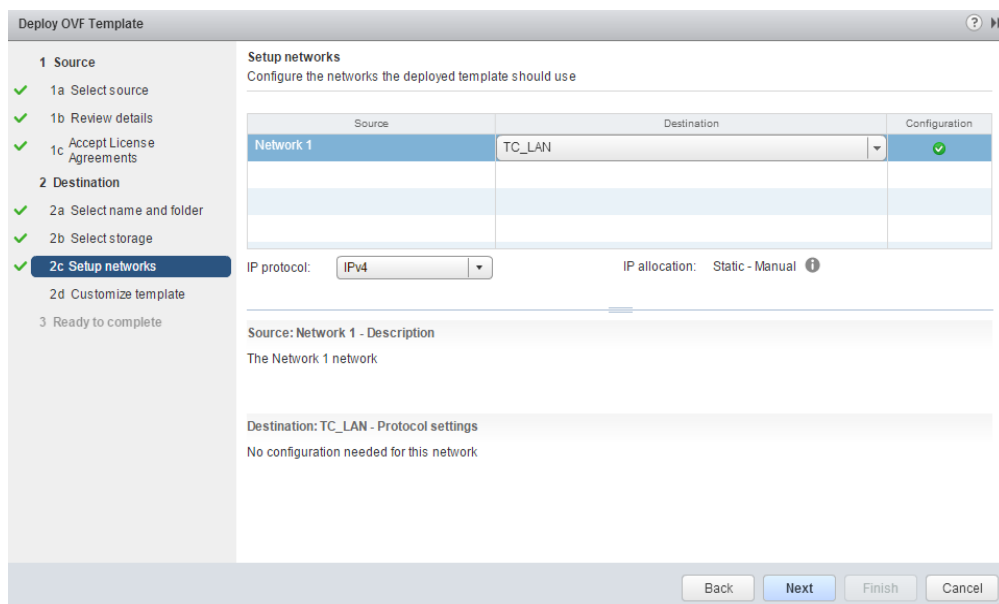 Deploy OVF Template
1 Source
1a Select source
1b Review details
1c Accept License
Agreements
2 Destination
2a Select name and folder
2b Select storage
2c Setup networks
2d Customize template
3 Ready to complete
Setup networks
Configure the networks the deployed template should use
Source Destination Configuration
Network 1 TC_LAN
IP protocol: IPv4 IP allocation: Static - Manual
Source: Network 1 - Description
The Network 1 network
Destination: TC_LAN - Protocol settings
No configuration needed for this network
Back Next Finish Cancel